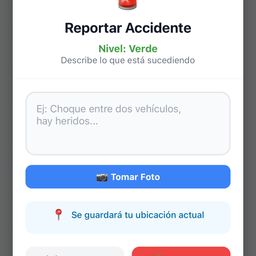 Reportar Accidente
Nivel: Verde
Describe lo que está sucediendo
Ej: Choque entre dos vehículos,
hay heridos...
📷 Tomar Foto
📍 Se guardará tu ubicación actual